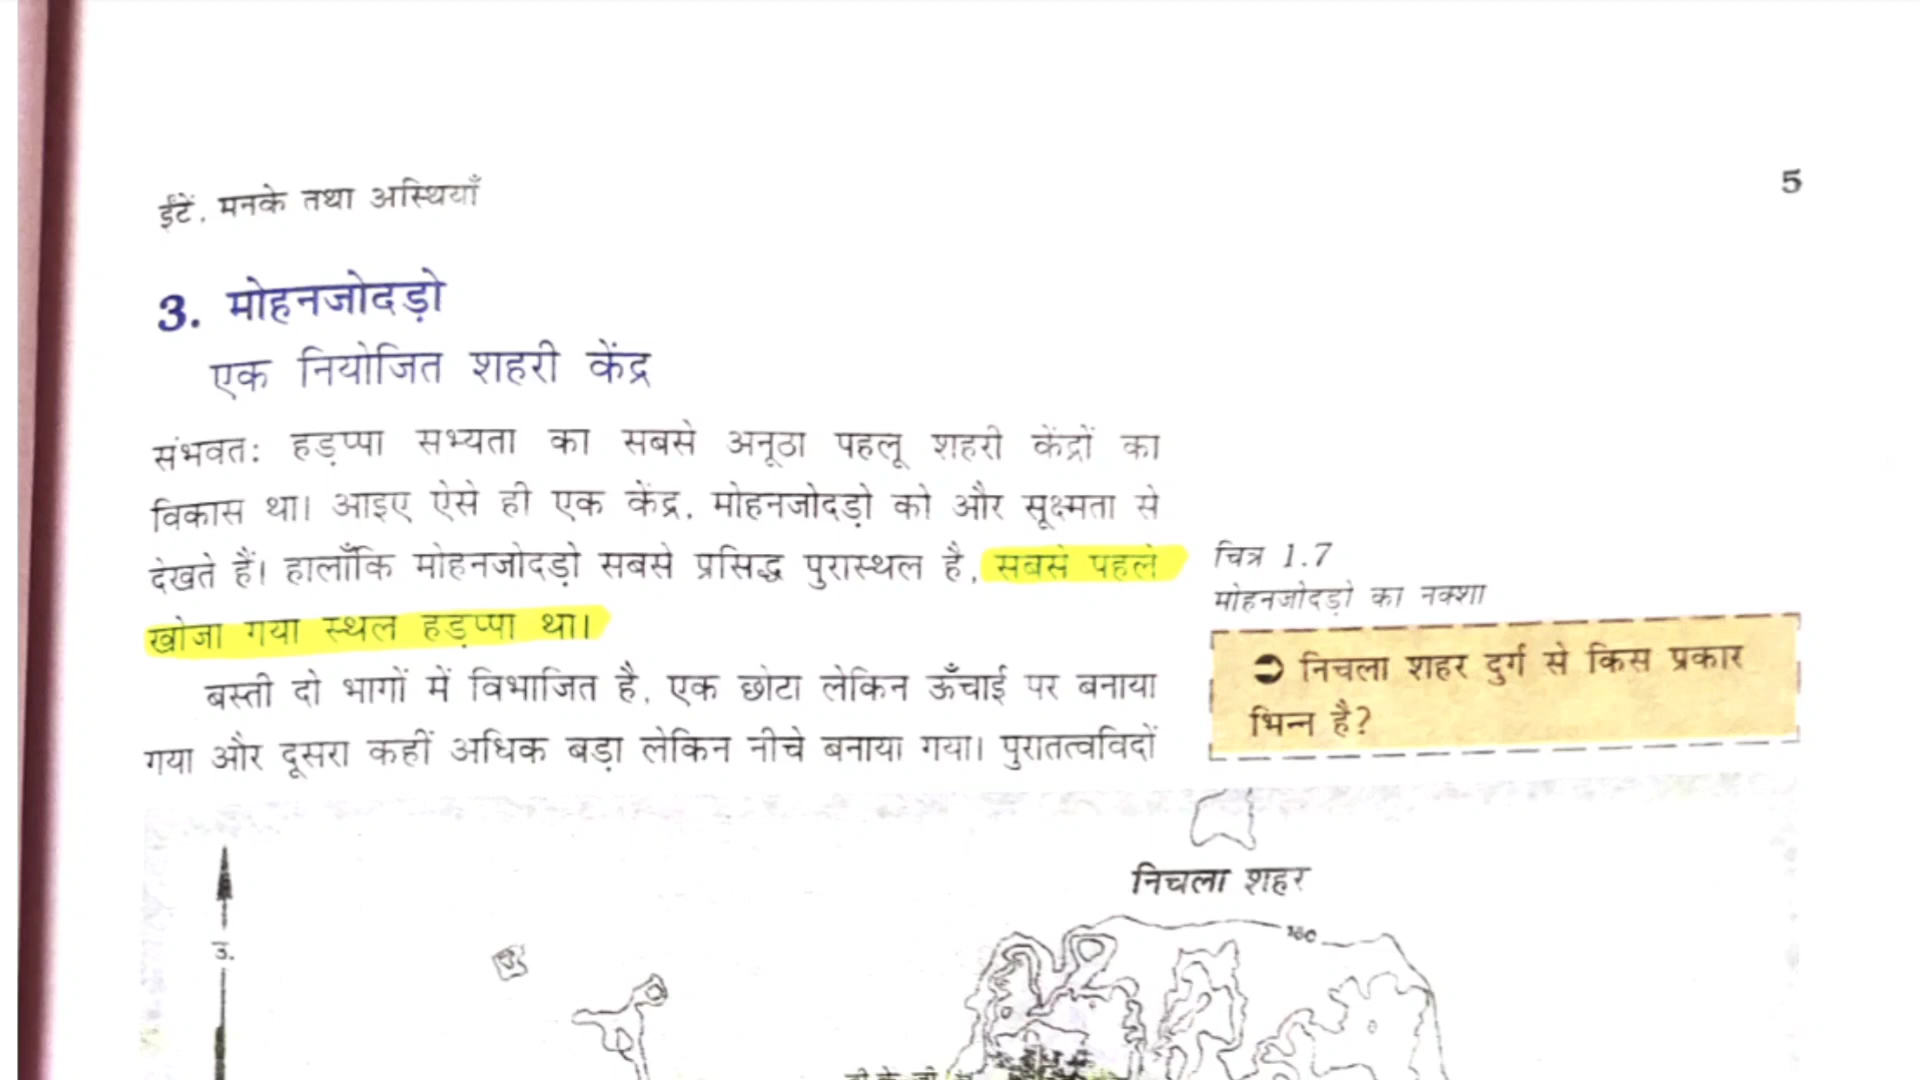 ईंटें, मनके तथा अस्थियाँ
5
3. मोहनजोदड़ो
एक नियोजित शहरी केंद्र
संभवत: हड़प्पा सभ्यता का सबसे अनूठा पहलू शहरी केंद्रों का
विकास था। आइए ऐसे ही एक केंद्र, मोहनजोदड़ो को और सूक्ष्मता से
देखते हैं। हालाँकि मोहनजोदड़ो सबसे प्रसिद्ध पुरास्थल है, सबसे पहले
खोजा गया स्थल हड़प्पा था।
बस्ती दो भागों में विभाजित है, एक छोटा लेकिन ऊँचाई पर बनाया
गया और दूसरा कहीं अधिक बड़ा लेकिन नीचे बनाया गया। पुरातत्वविदों
चित्र 1.7
मोहनजोदड़ो का नक्शा
➲ निचला शहर दुर्ग से किस प्रकार
भिन्न है?
निचला शहर